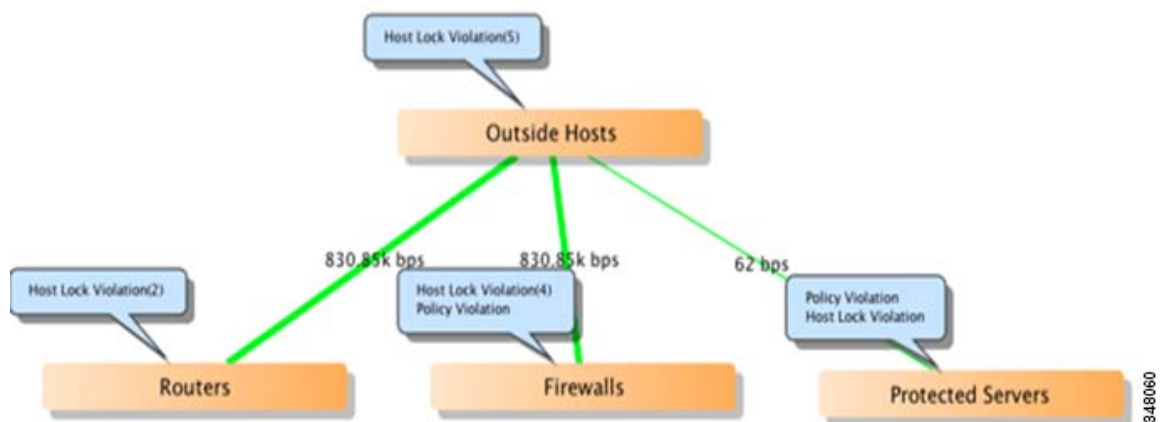 Host Lock Violation(5)
Outside Hosts
830.85k bps
830.85k bps
62 bps
Host Lock Violation(2)
Host Lock Violation(4)
Policy Violation
Policy Violation
Host Lock Violation
Routers
Firewalls
Protected Servers
348060